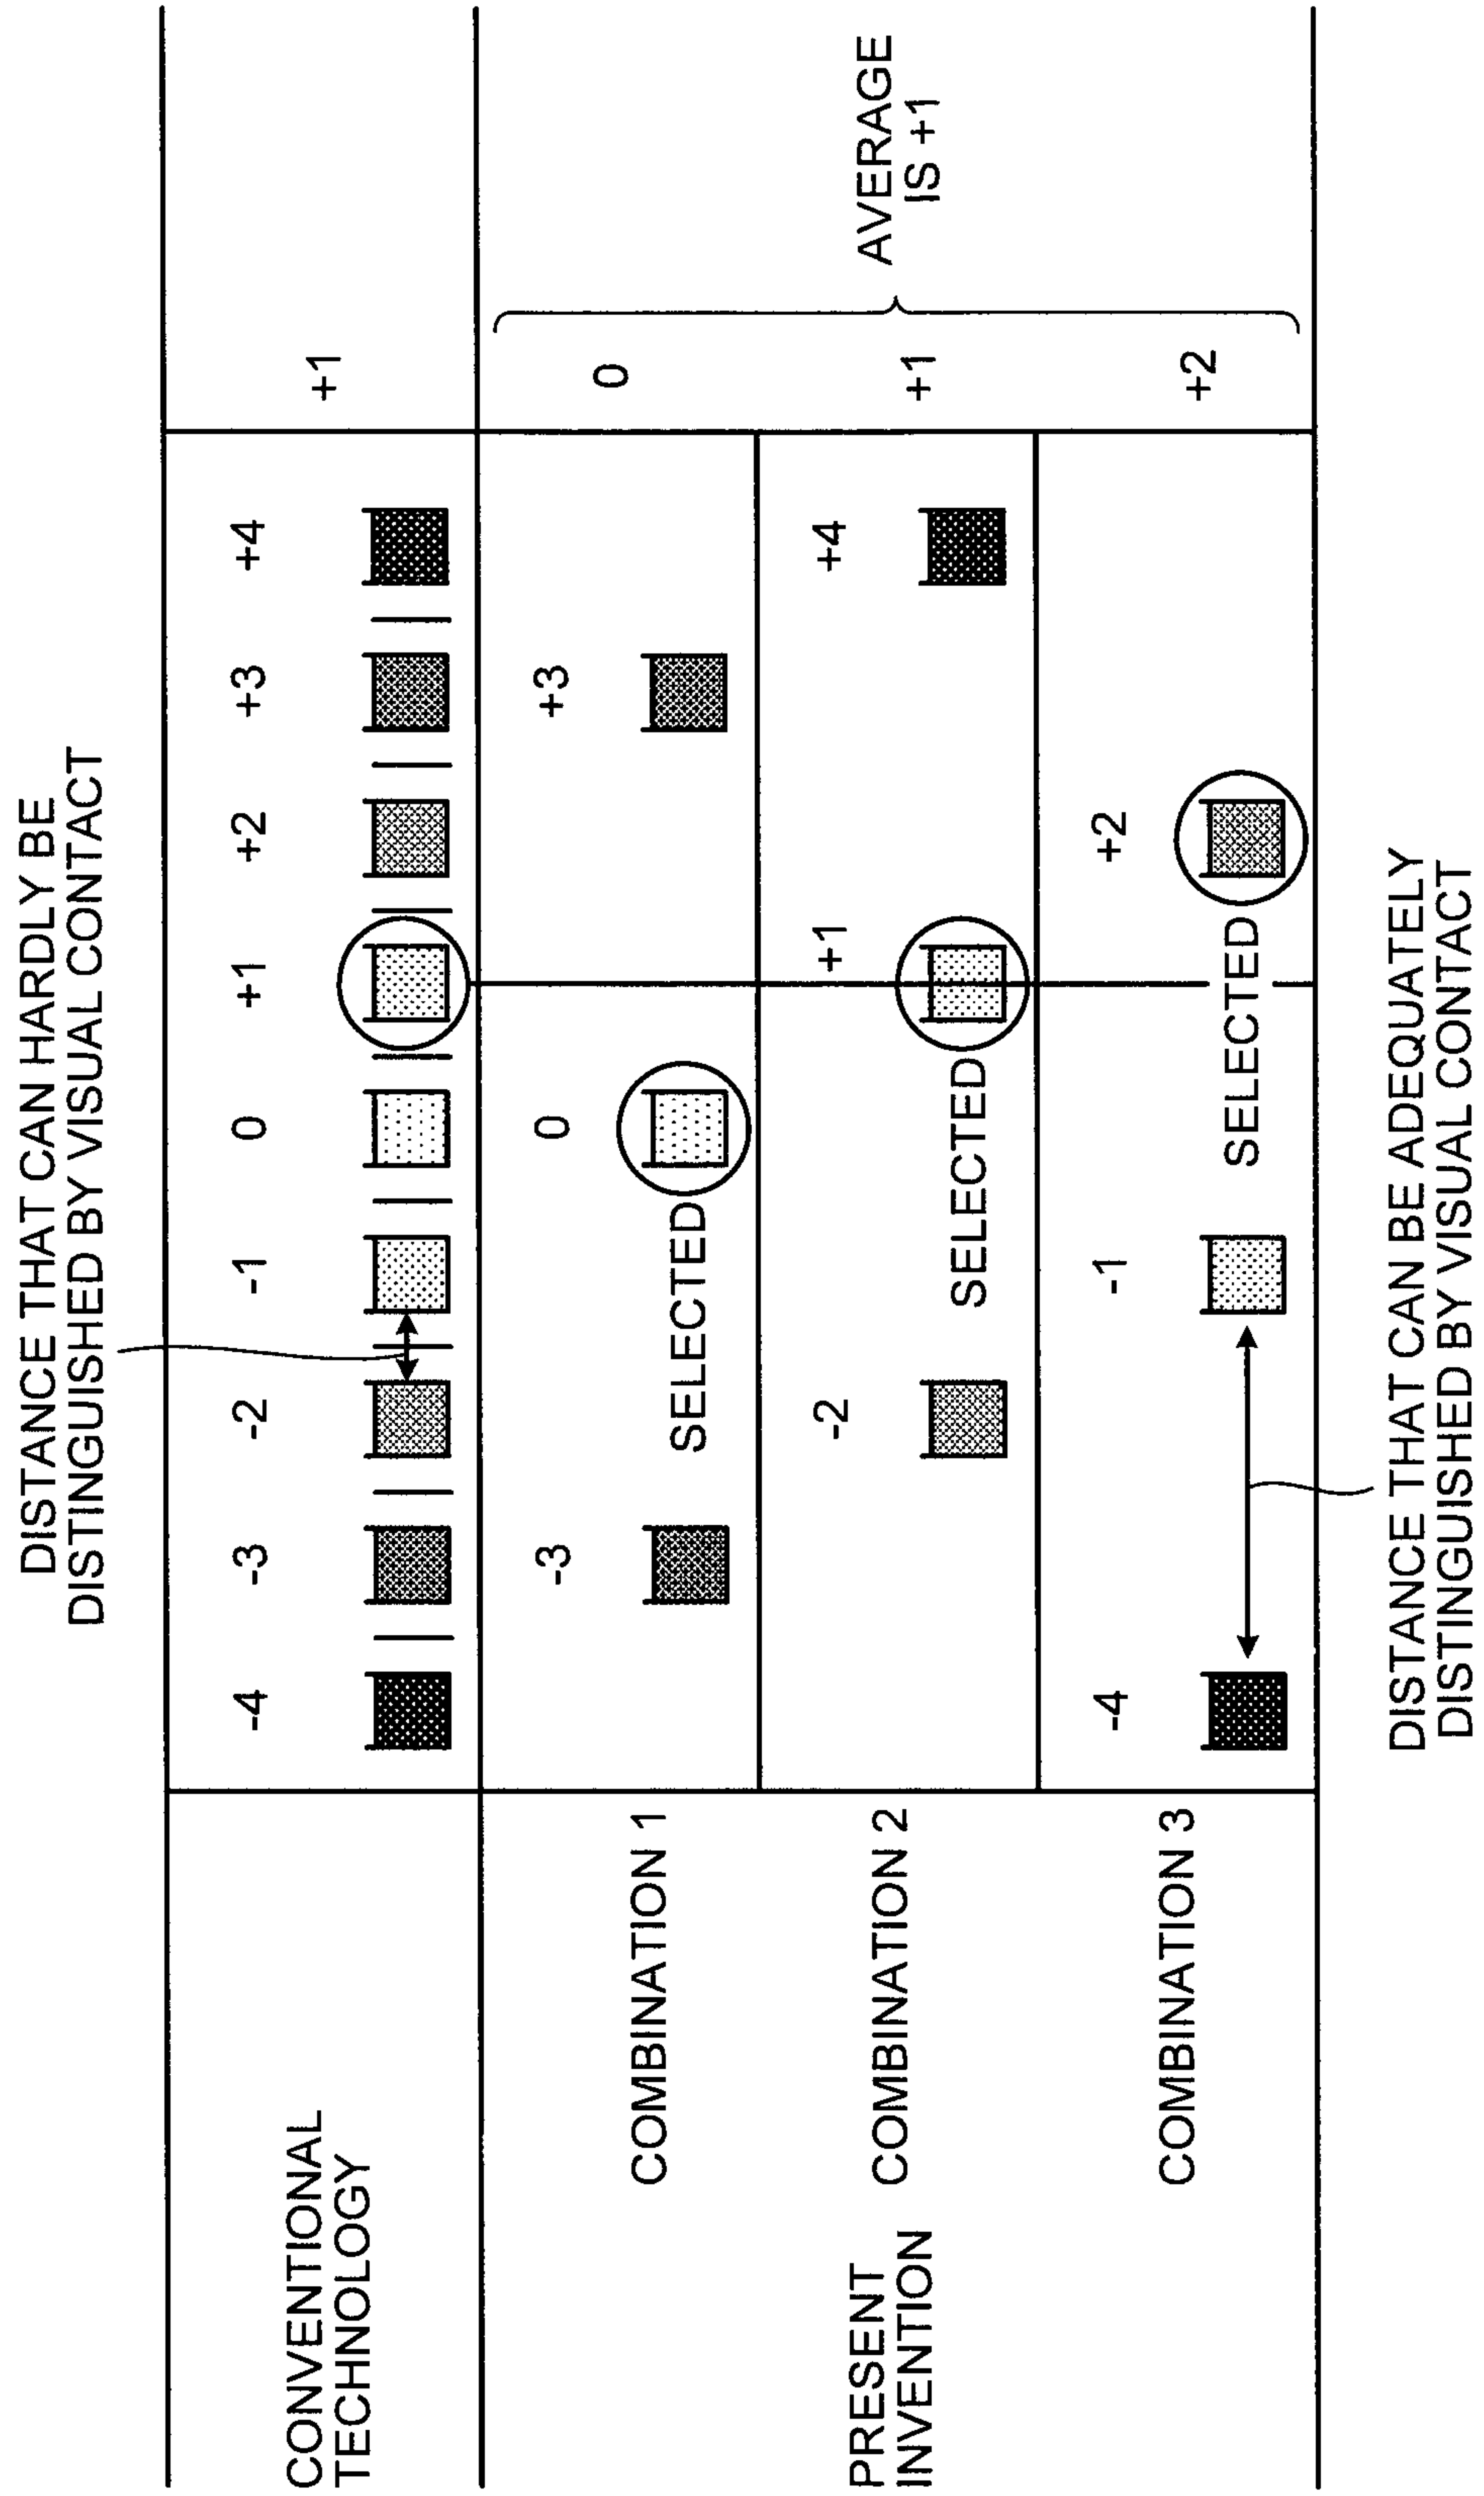 DISTANCE THAT CAN HARDLY BE
DISTINGUISHED BY VISUAL CONTACT
CONVENTIONAL
TECHNOLOGY
-4 -3 -2 -1 0 +1 +2 +3 +4
+1
PRESENT
INVENTION
COMBINATION 1
-3 0 +3
SELECTED
0
COMBINATION 2
-2 +1 +4
SELECTED
+1
COMBINATION 3
-4 -1 +2
SELECTED
+2
AVERAGE
IS +1
DISTANCE THAT CAN BE ADEQUATELY
DISTINGUISHED BY VISUAL CONTACT